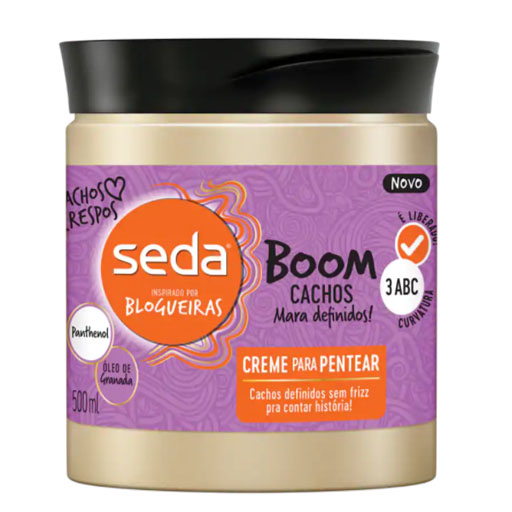 Novo
CACHOS
CRESPOS
seda
INSPIRADO POR
BLOGUEIRAS
BOOM
CACHOS
Mara definidos!
É LIBERADO!
3 ABC
CURVATURA
Panthenol
ÓLEO DE
Granada
500 ml
CREME PARA PENTEAR
Cachos definidos sem frizz
pra contar história!